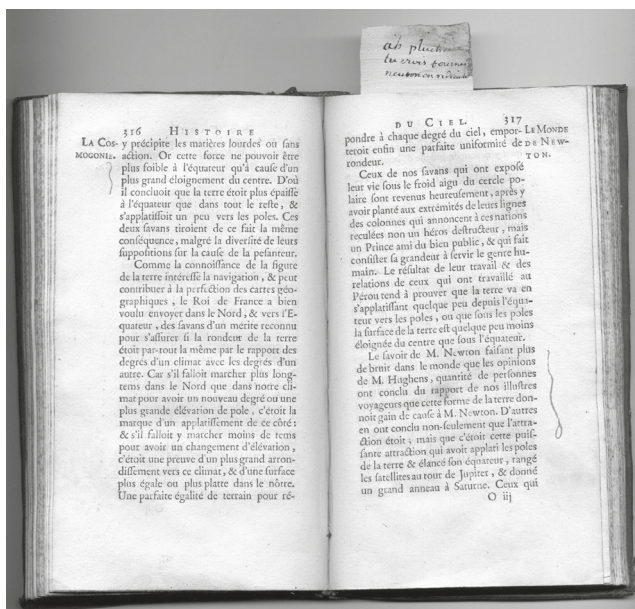 ah pluche
tu crois
neuton
316 HISTOIRE
LA COS-
MOGONIE.
y précipite les matières lourdes ou sans
action. Or cette force ne pouvoit être
plus foible à l'équateur qu'à cause d'un
plus grand éloignement du centre. D'où
il concluoit que la terre étoit plus épaisse
à l'équateur que dans tout le reste, &
s'applatissoit un peu vers les poles. Ces
deux savans tiroient de ce fait la même
conséquence, malgré la diversité de leurs
suppositions sur la cause de la pesanteur.
Comme la connoissance de la figure
de la terre intéresse la navigation, & peut
contribuer à la perfection des cartes géo-
graphiques, le Roi de France a bien
voulu envoyer dans le Nord, & vers l'E-
quateur, des savans d'un mérite reconnu
pour s'assurer si la rondeur de la terre
étoit par-tout la même par le rapport des
degrés d'un climat avec les degrés d'un
autre. Car s'il falloit marcher plus long-
tems dans le Nord que dans notre cli-
mat pour avoir un nouveau degré ou une
plus grande élévation de pole, c'étoit la
marque d'un applatissement de ce côté :
& s'il falloit y marcher moins de tems
pour avoir un changement d'élévation,
c'étoit une preuve d'un plus grand arron-
dissement vers ce climat, & d'une surface
plus égale ou plus platte dans le nôtre.
Une parfaite égalité de terrain pour ré-
DU CIEL. 317
LE MONDE
DE NEW-
TON.
pondre à chaque degré du ciel, empor-
teroit enfin une parfaite uniformité de
rondeur.
Ceux de nos savans qui ont exposé
leur vie sous le froid aigu du cercle po-
laire sont revenus heureusement, après y
avoir planté aux extrémités de leurs lignes
des colonnes qui annoncent à ces nations
reculées non un héros destructeur, mais
un Prince ami du bien public, & qui fait
consister sa grandeur à servir le genre hu-
main. Le résultat de leur travail & des
relations de ceux qui ont travaillé au
Pérou tend à prouver que la terre va en
s'applatissant quelque peu depuis l'équa-
teur vers les poles, ou que sous les poles
la surface de la terre est quelque peu moins
éloignée du centre que sous l'équateur.
Le savoir de M. Newton faisant plus
de bruit dans le monde que les opinions
de M. Hughens, quantité de personnes
ont conclu du rapport de nos illustres
voyageurs que cette forme de la terre don-
noit gain de cause à M. Newton. D'autres
en ont conclu non-seulement que l'attra-
ction étoit ; mais que c'étoit cette puis-
sante attraction qui avoit applati les poles
de la terre & élancé son équateur, rangé
les satellites au tour de Jupiter, & donné
un grand anneau à Saturne. Ceux qui
O iij